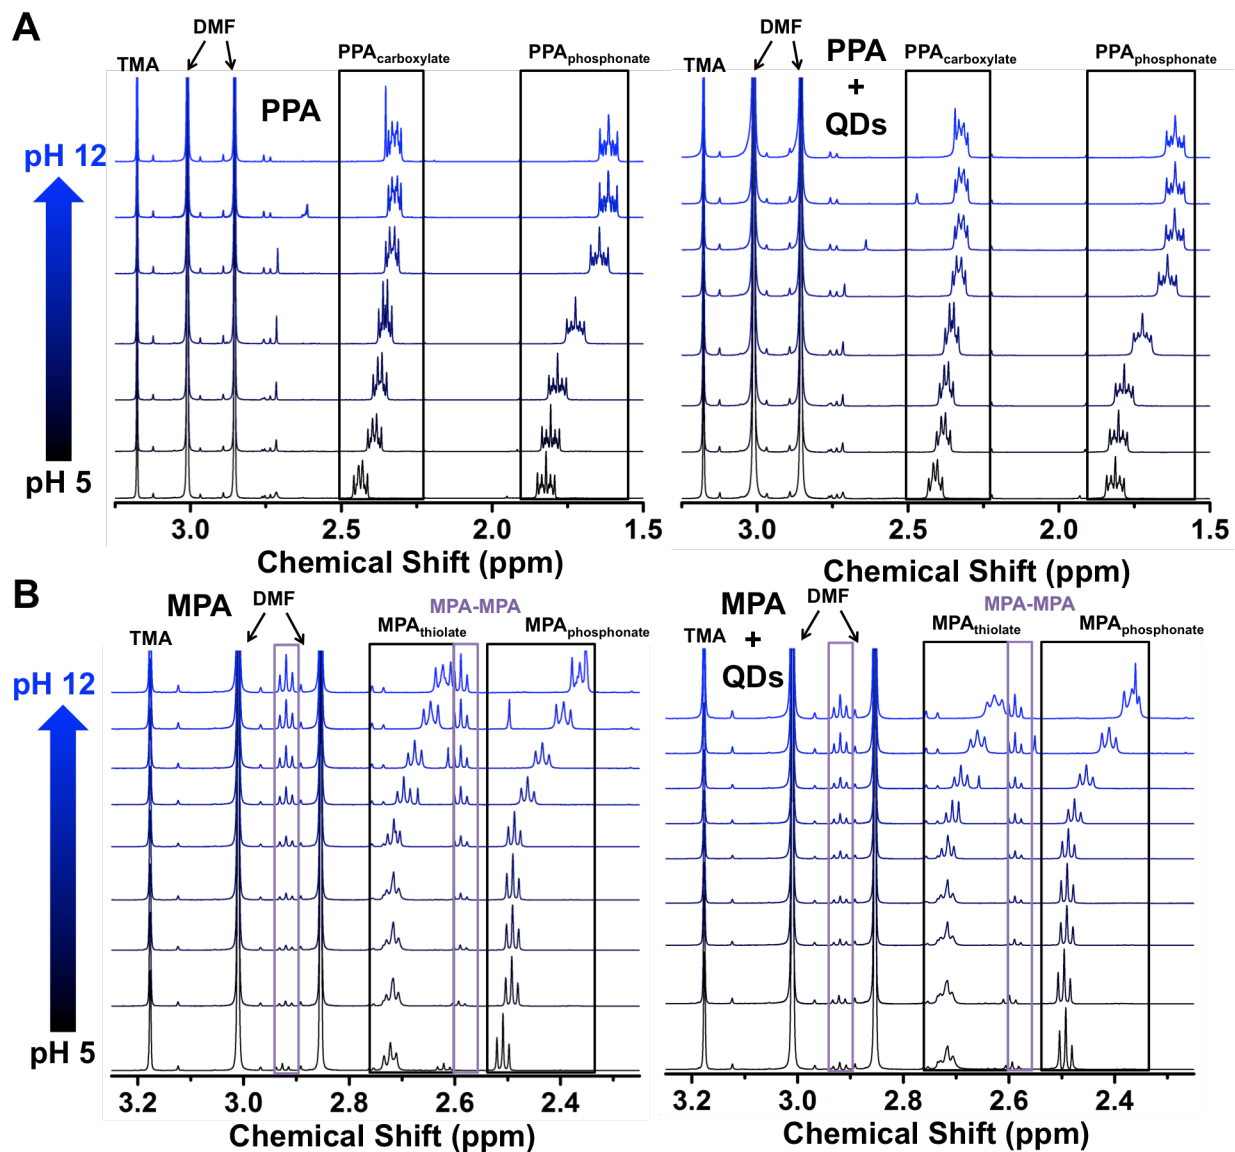 A
DMF
TMA
PPAcarboxylate
PPAphosphonate
PPA
pH 12
pH 5
3.0 2.5 2.0 1.5
Chemical Shift (ppm)
DMF
TMA
PPA
+
QDs
PPAcarboxylate
PPAphosphonate
3.0 2.5 2.0 1.5
Chemical Shift (ppm)
B
MPA
DMF
MPA-MPA
TMA
MPAthiolate
MPAphosphonate
pH 12
pH 5
3.2 3.0 2.8 2.6 2.4
Chemical Shift (ppm)
MPA
+
QDs
DMF
MPA-MPA
TMA
MPAthiolate
MPAphosphonate
3.2 3.0 2.8 2.6 2.4
Chemical Shift (ppm)